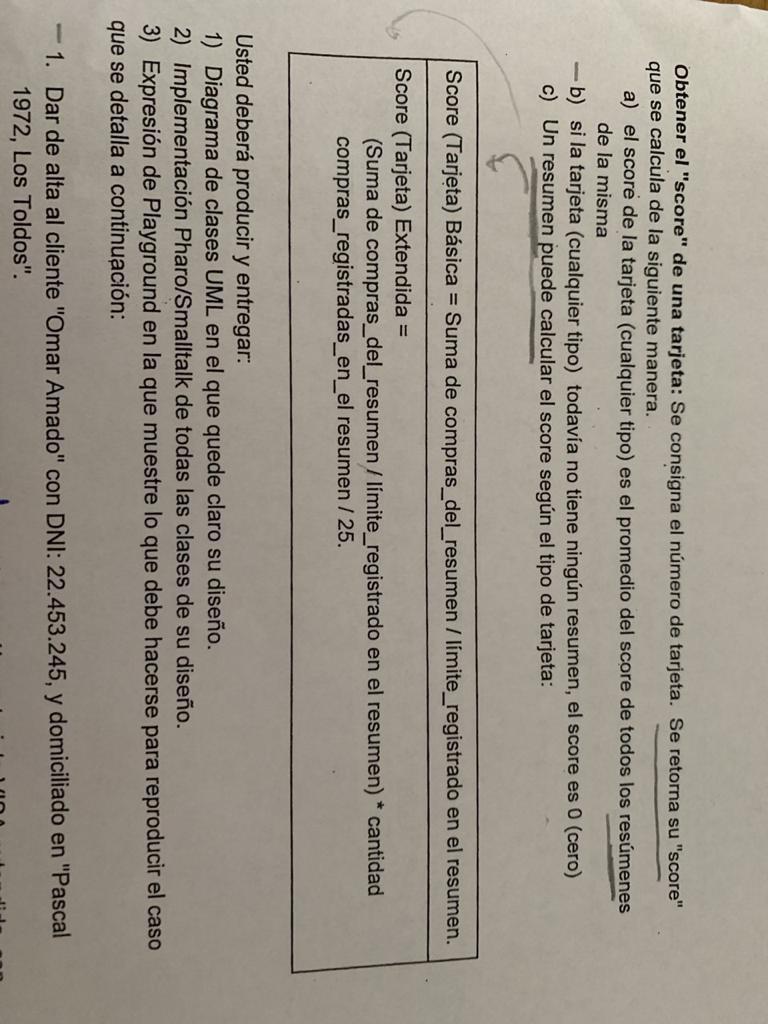 Obtener el "score" de una tarjeta: Se consigna el número de tarjeta. Se retorna su "score"
que se calcula de la siguiente manera.
a) el score de la tarjeta (cualquier tipo) es el promedio del score de todos los resúmenes
de la misma
b) si la tarjeta (cualquier tipo) todavía no tiene ningún resumen, el score es 0 (cero)
c) Un resumen puede calcular el score según el tipo de tarjeta:
Score (Tarjeta) Básica = Suma de compras_del_resumen / límite_registrado en el resumen.
Score (Tarjeta) Extendida =
(Suma de compras_del_resumen / límite_registrado en el resumen) * cantidad
compras_registradas_en_el resumen / 25.
Usted deberá producir y entregar:
1) Diagrama de clases UML en el que quede claro su diseño.
2) Implementación Pharo/Smalltalk de todas las clases de su diseño.
3) Expresión de Playground en la que muestre lo que debe hacerse para reproducir el caso
que se detalla a continuación:
1. Dar de alta al cliente "Omar Amado" con DNI: 22.453.245, y domiciliado en "Pascal
1972, Los Toldos".